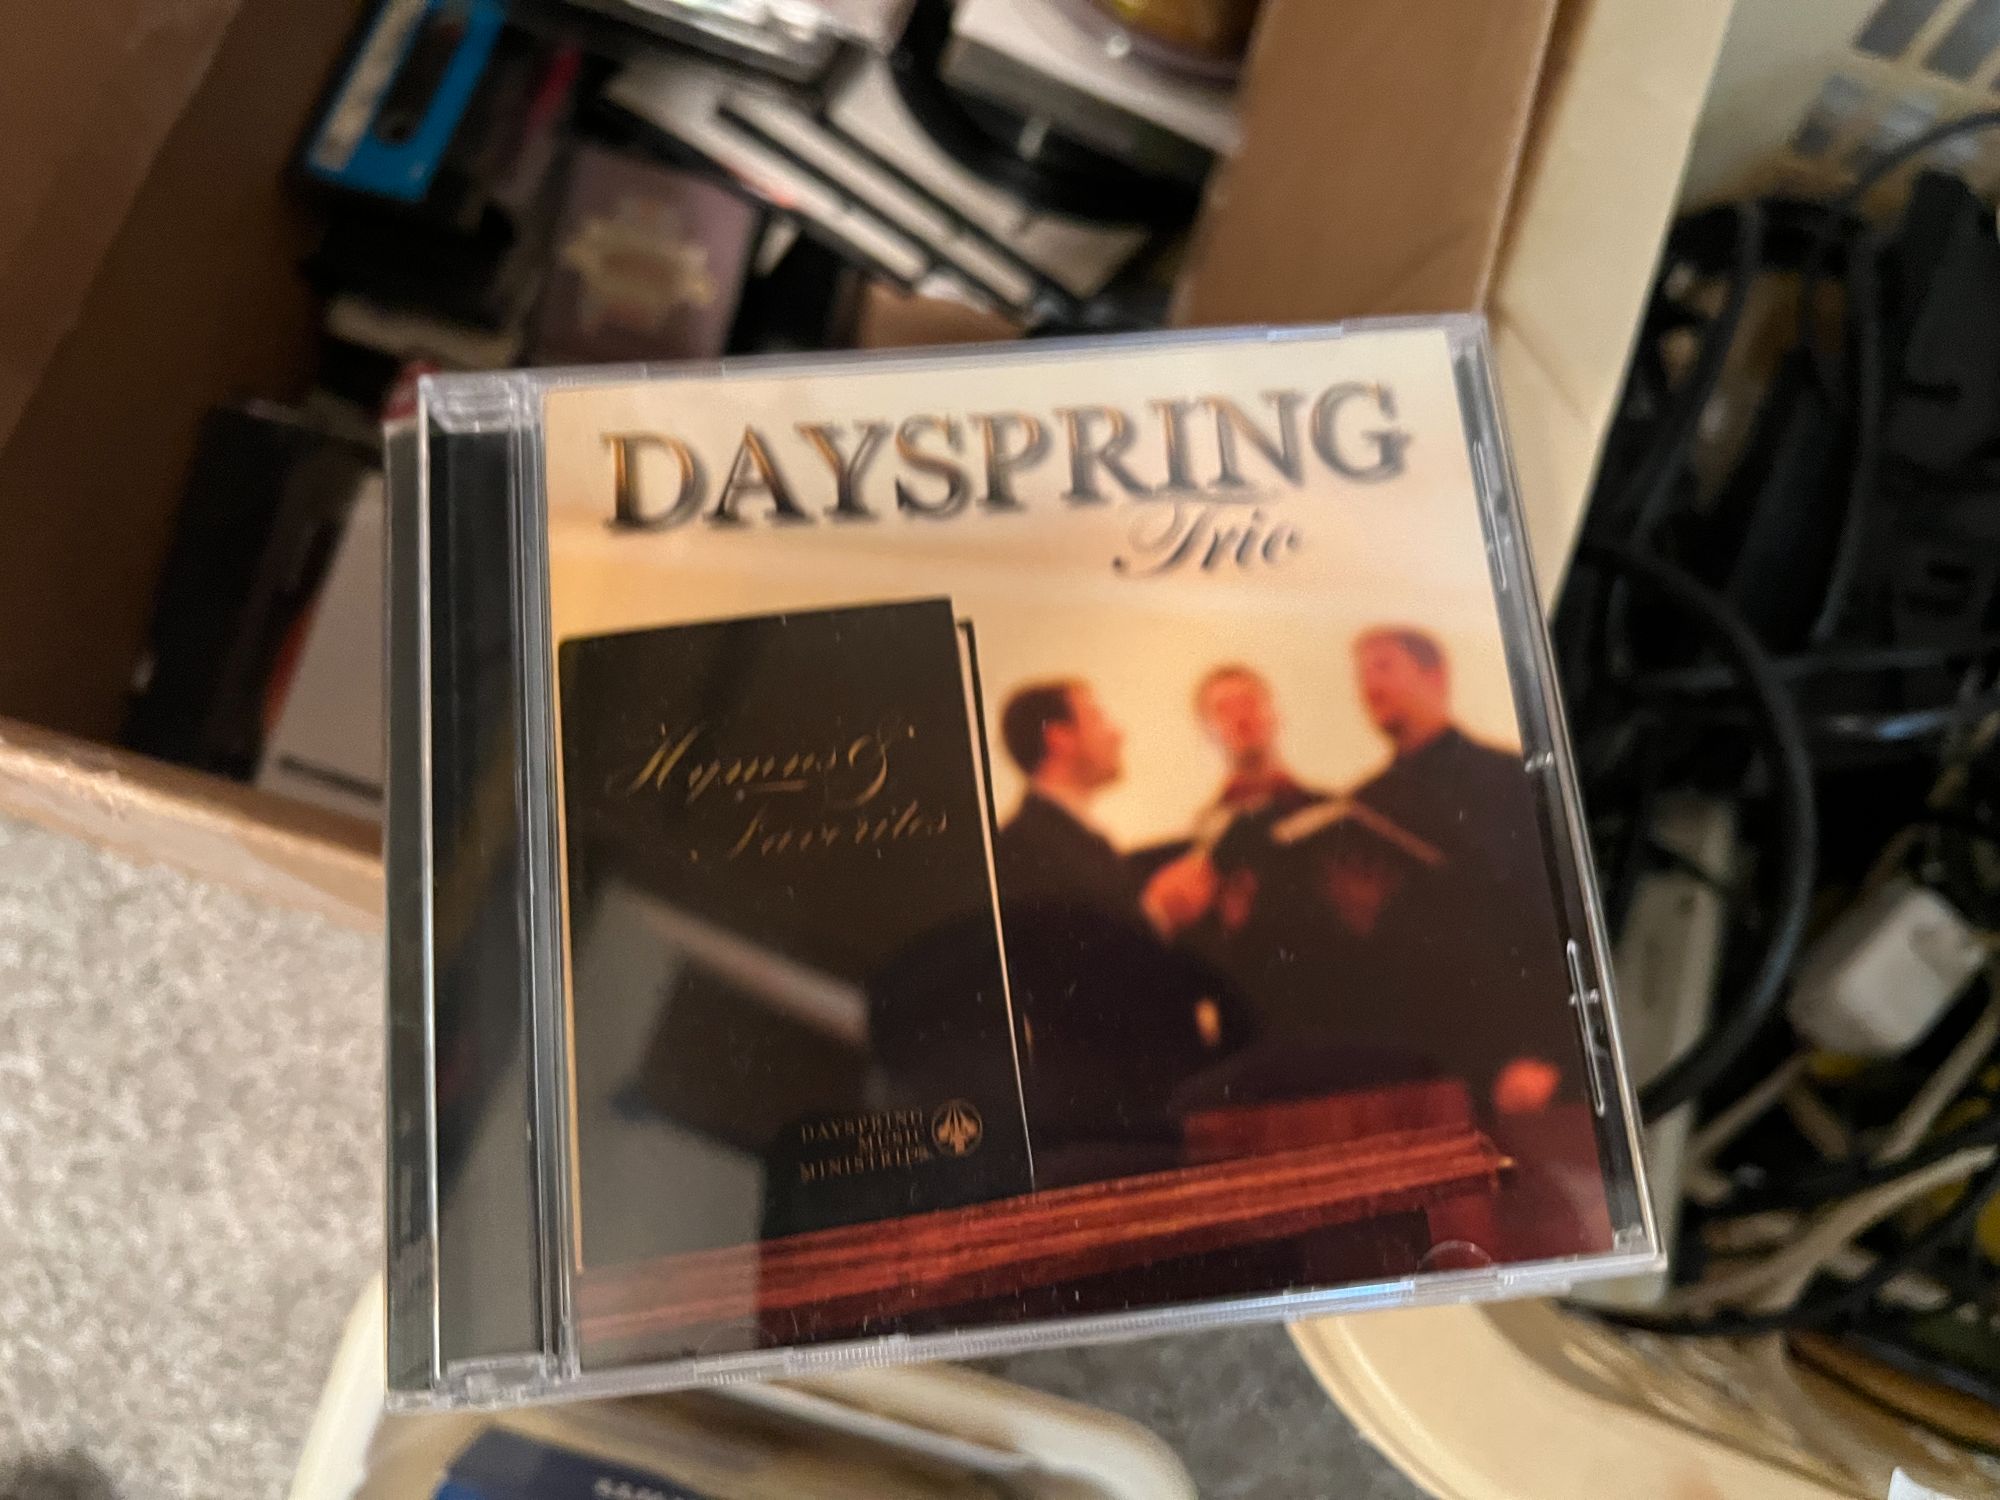 DAYSPRING
Trio
Hymns &
Favorites
DAYSPRING
MUSIC
MINISTRIES